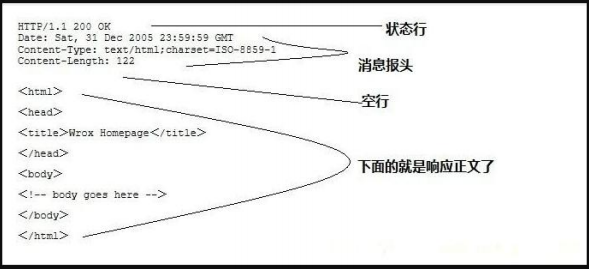 HTTP/1.1 200 OK
状态行
Date: Sat, 31 Dec 2005 23:59:59 GMT
Content-Type: text/html;charset=ISO-8859-1
Content-Length: 122
消息报头
空行
<html>
<head>
<title>Wrox Homepage</title>
</head>
<body>
下面的就是响应正文了
<!-- body goes here -->
</body>
</html>